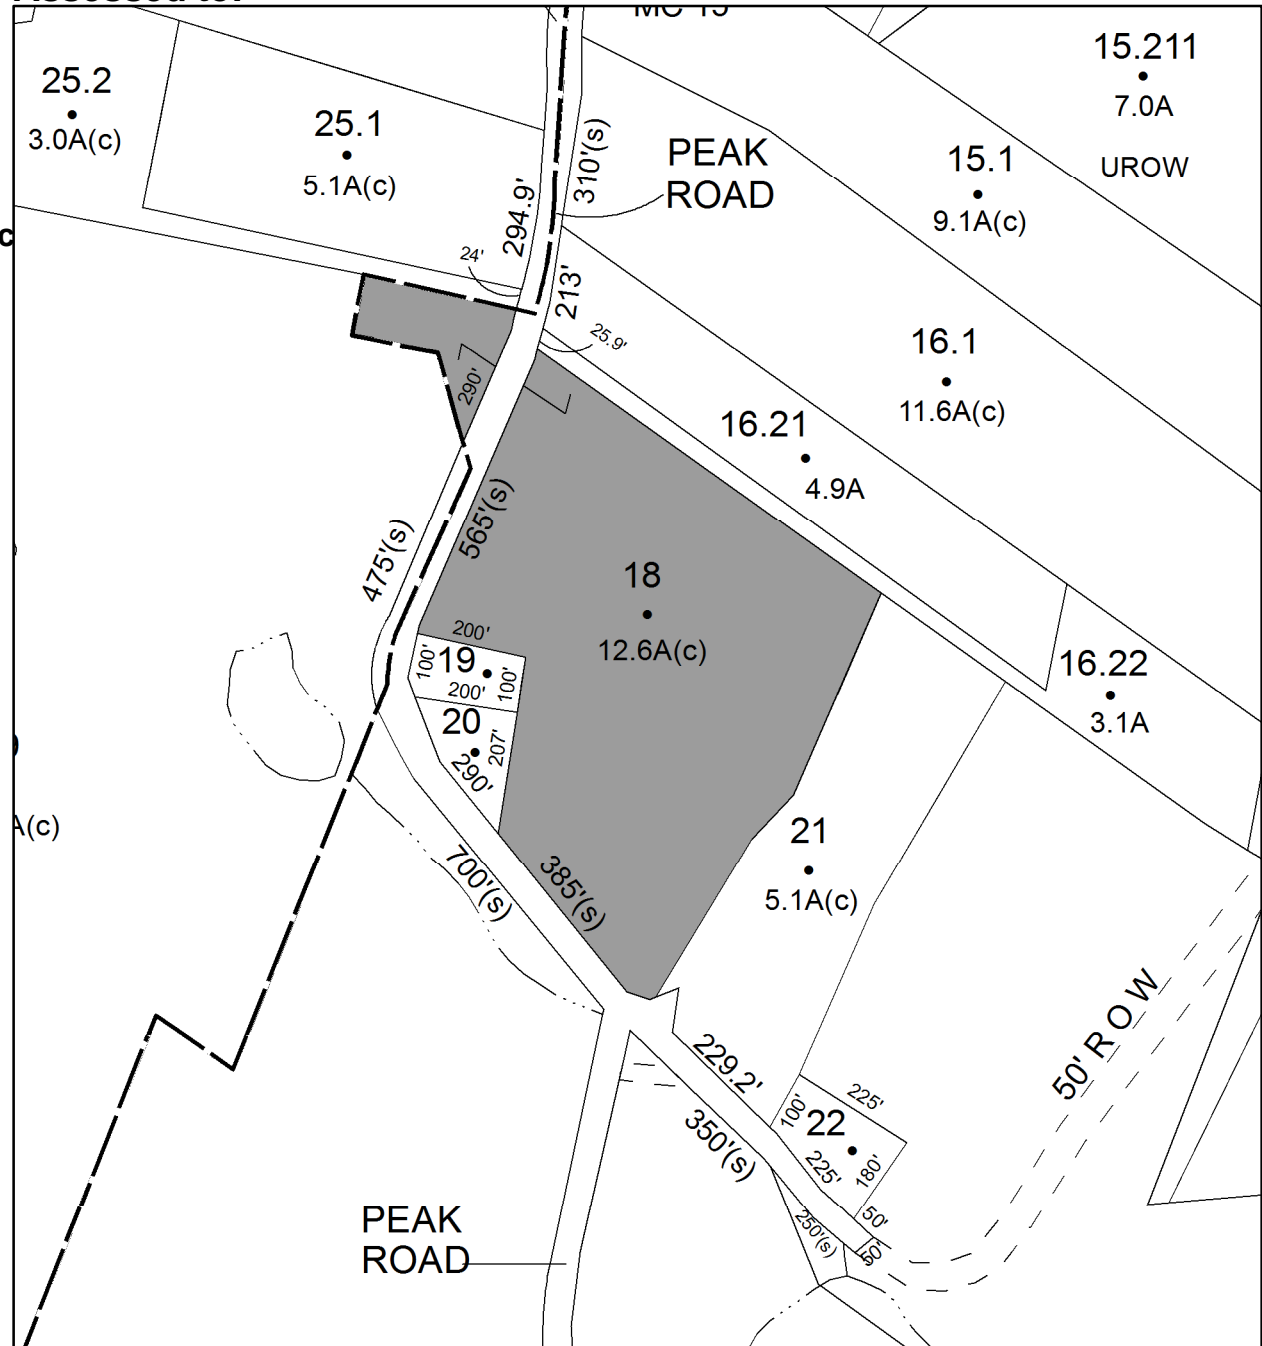 25.2
3.0A(c)
25.1
5.1A(c)
294.9'
310'(s)
PEAK
ROAD
15.211
7.0A
UROW
15.1
9.1A(c)
24'
213'
25.9'
16.1
11.6A(c)
290'
16.21
4.9A
475'(s)
565'(s)
18
12.6A(c)
200'
100'
19
100'
200'
20
207'
290'
16.22
3.1A
A(c)
700'(s)
385'(s)
21
5.1A(c)
50' R O W
229.2'
350'(s)
100'
225'
22
225'
180'
50'
50'
250'(s)
PEAK
ROAD